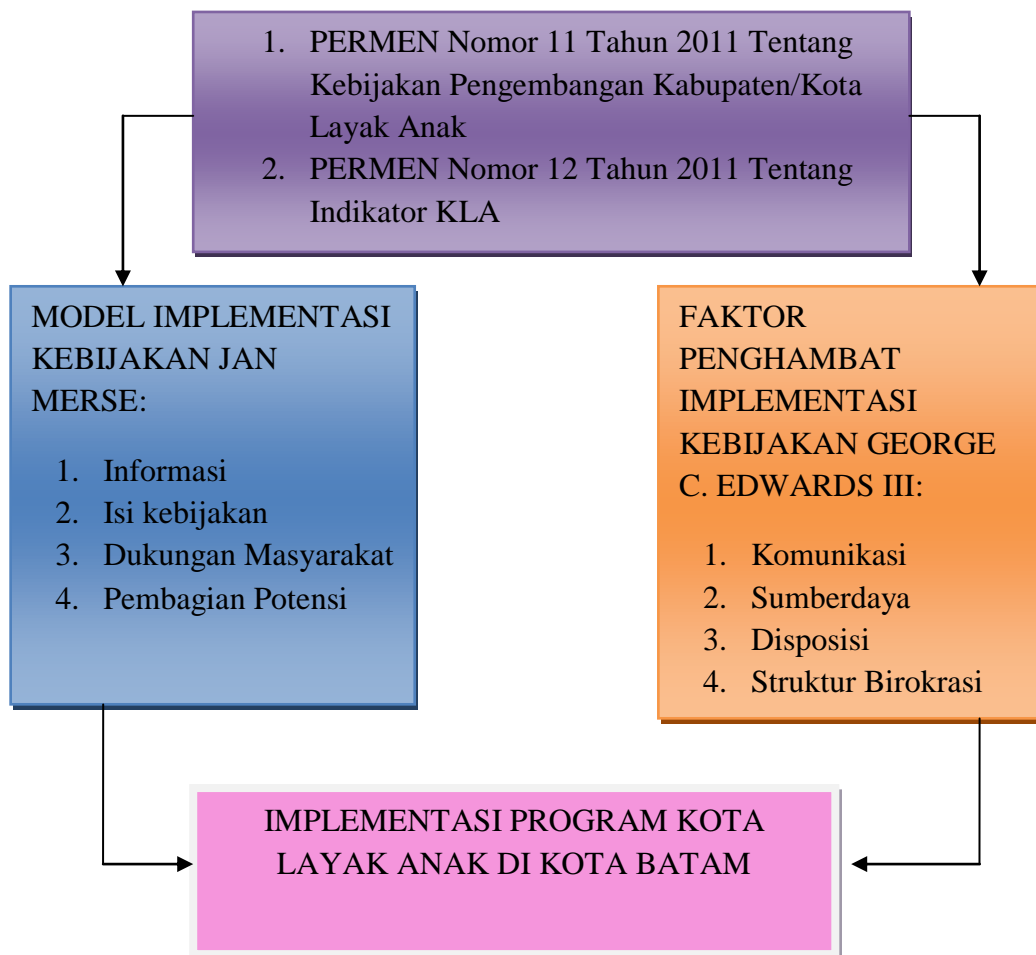 1. PERMEN Nomor 11 Tahun 2011 Tentang
Kebijakan Pengembangan Kabupaten/Kota
Layak Anak
2. PERMEN Nomor 12 Tahun 2011 Tentang
Indikator KLA
MODEL IMPLEMENTASI
KEBIJAKAN JAN
MERSE:
1. Informasi
2. Isi kebijakan
3. Dukungan Masyarakat
4. Pembagian Potensi
FAKTOR
PENGHAMBAT
IMPLEMENTASI
KEBIJAKAN GEORGE
C. EDWARDS III:
1. Komunikasi
2. Sumberdaya
3. Disposisi
4. Struktur Birokrasi
IMPLEMENTASI PROGRAM KOTA
LAYAK ANAK DI KOTA BATAM